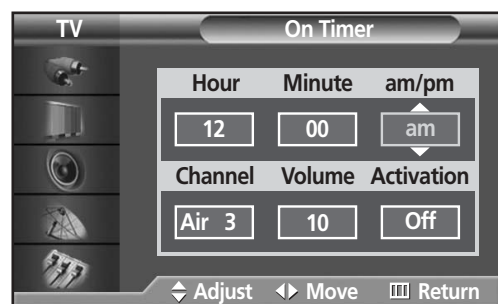 TV On Timer
Hour Minute am/pm
12 00 am
Channel Volume Activation
Air 3 10 Off
Adjust Move Return